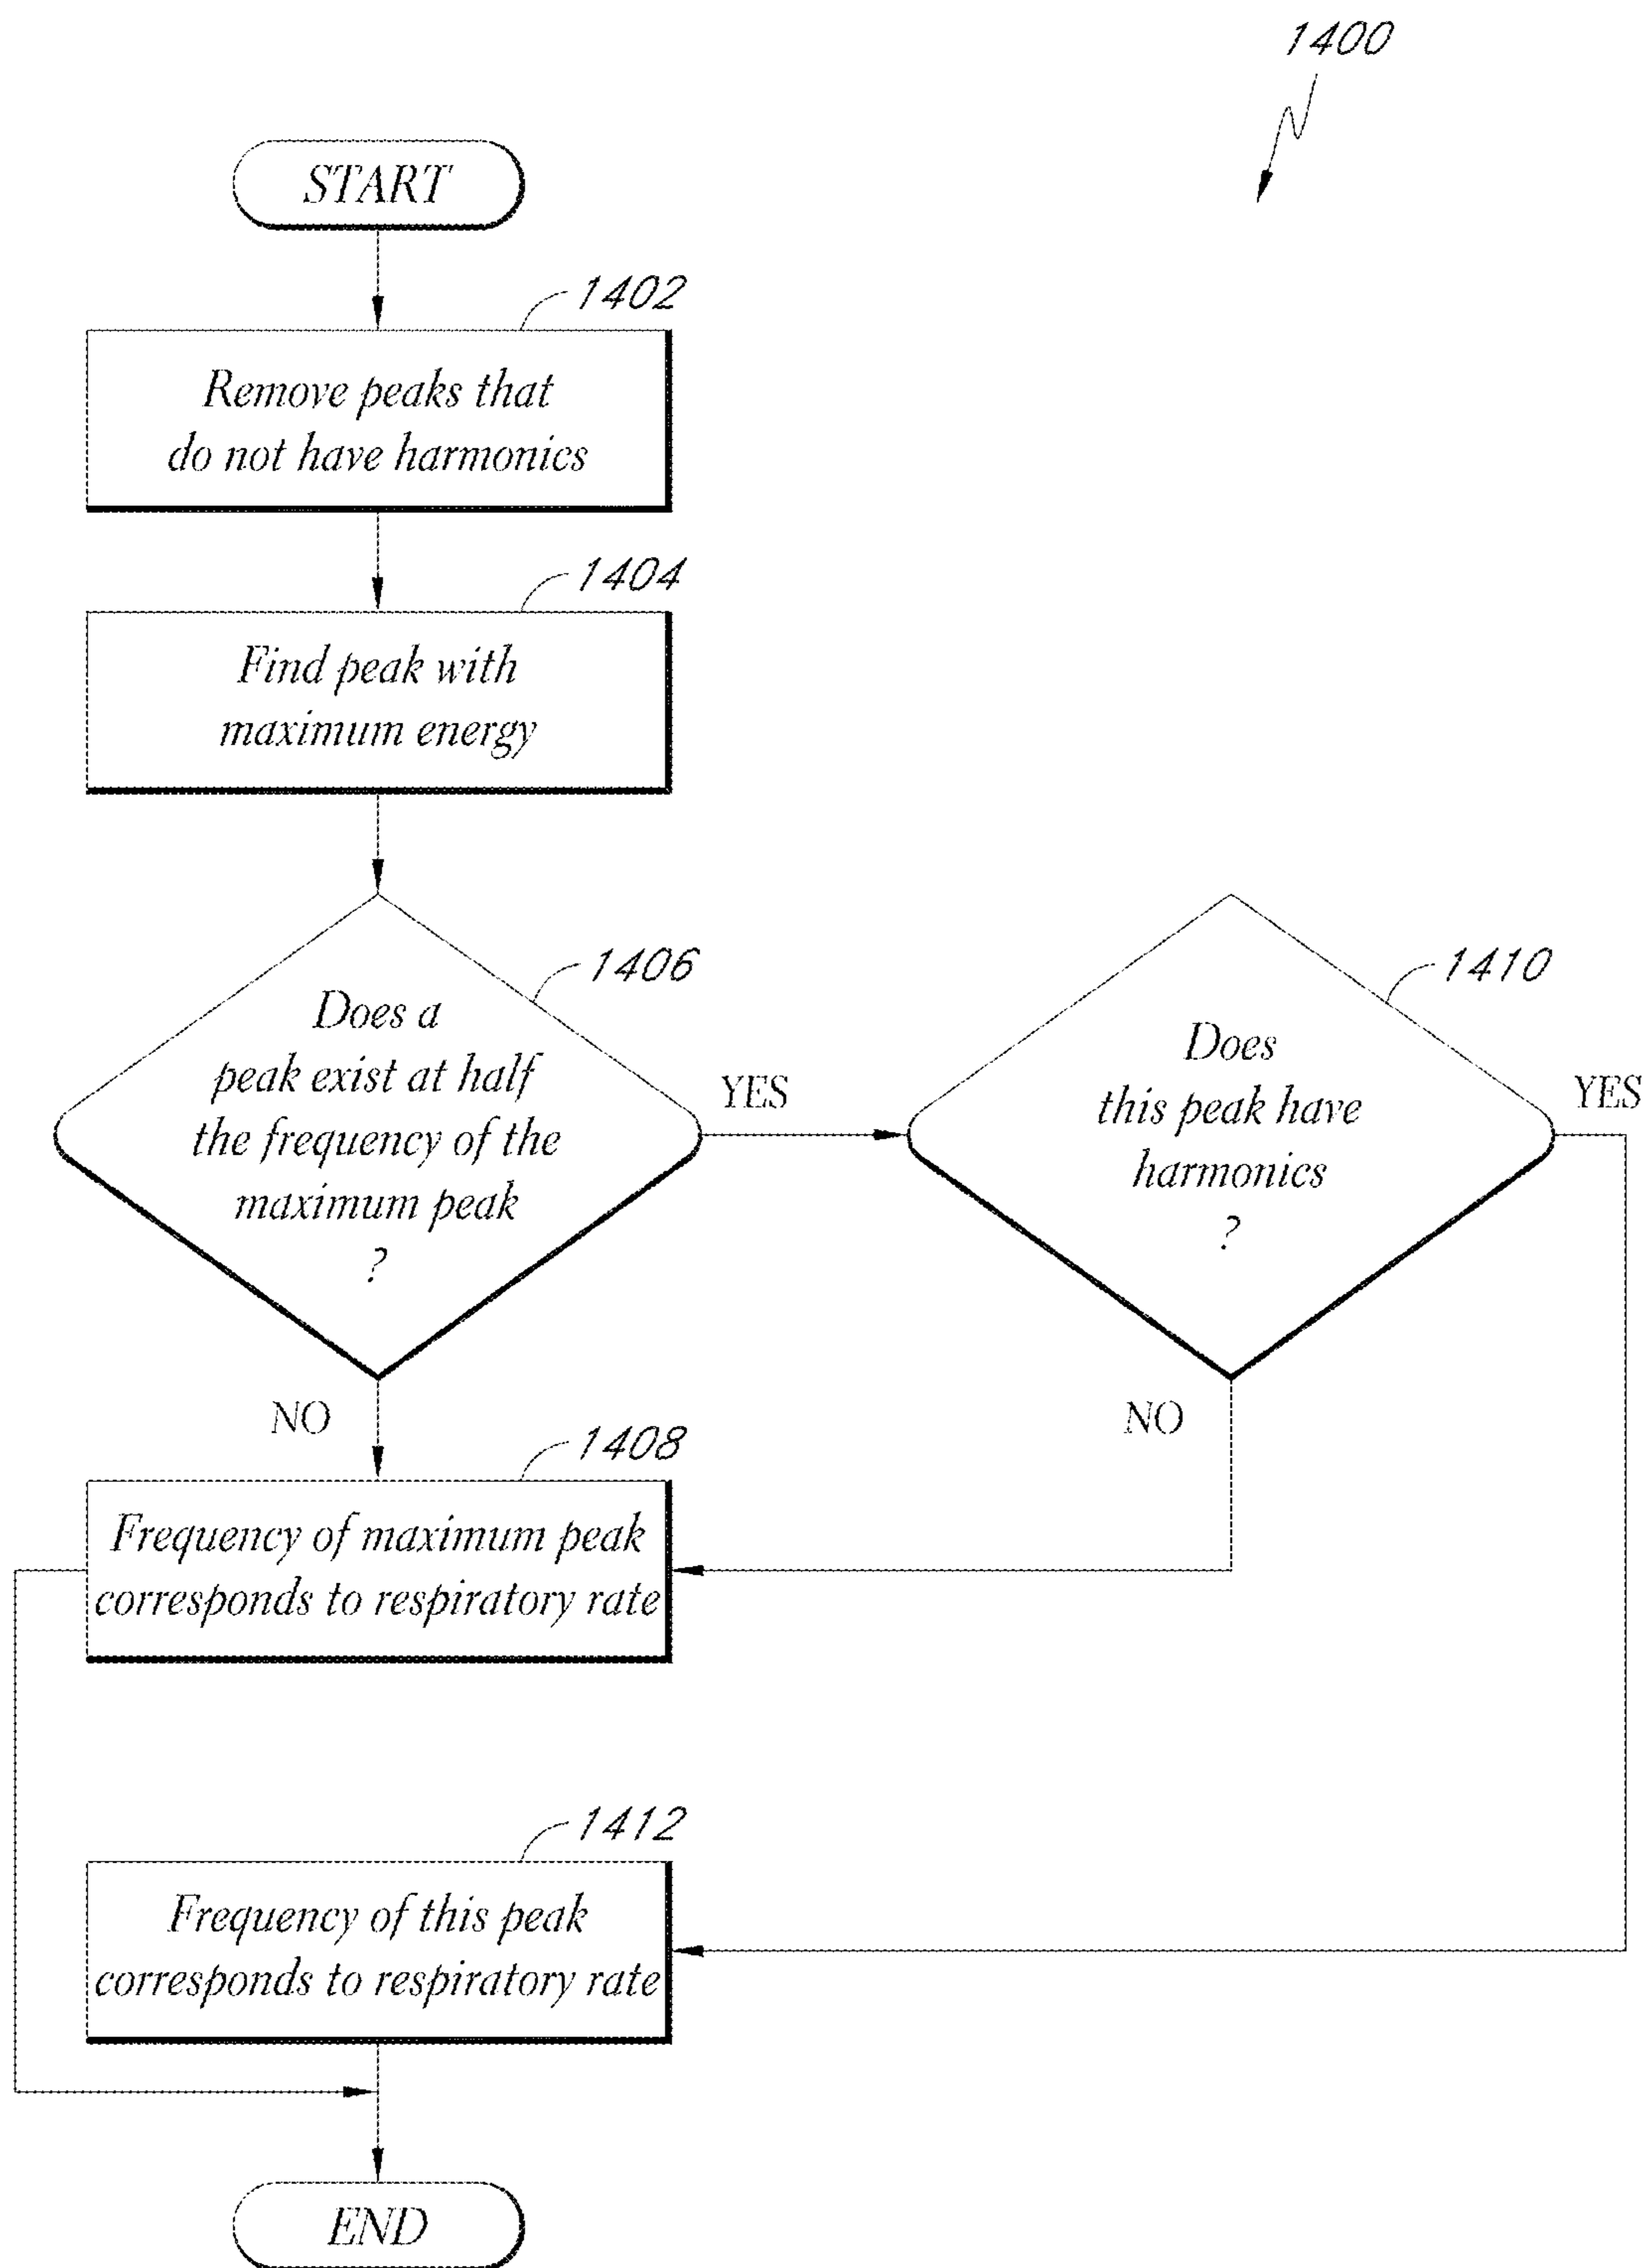 1400
START
1402
Remove peaks that
do not have harmonics
1404
Find peak with
maximum energy
1406
Does a
peak exist at half
the frequency of the
maximum peak
?
YES
1410
Does
this peak have
harmonics
?
YES
NO
NO
1408
Frequency of maximum peak
corresponds to respiratory rate
1412
Frequency of this peak
corresponds to respiratory rate
END